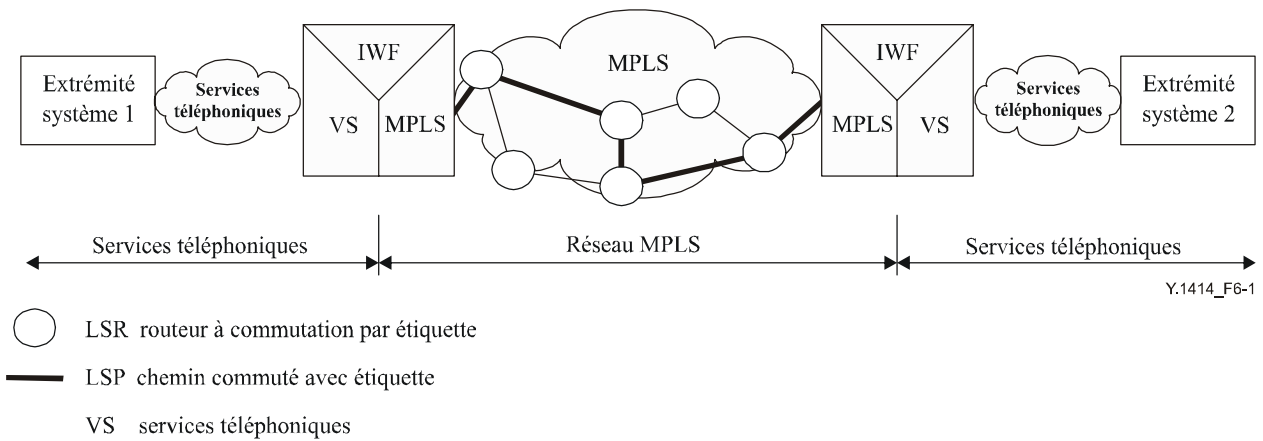 Extrémité
système 1
Services
téléphoniques
IWF
VS
MPLS
MPLS
IWF
MPLS
VS
Services
téléphoniques
Extrémité
système 2
Services téléphoniques
Réseau MPLS
Services téléphoniques
Y.1414_F6-1
LSR routeur à commutation par étiquette
LSP chemin commuté avec étiquette
VS services téléphoniques